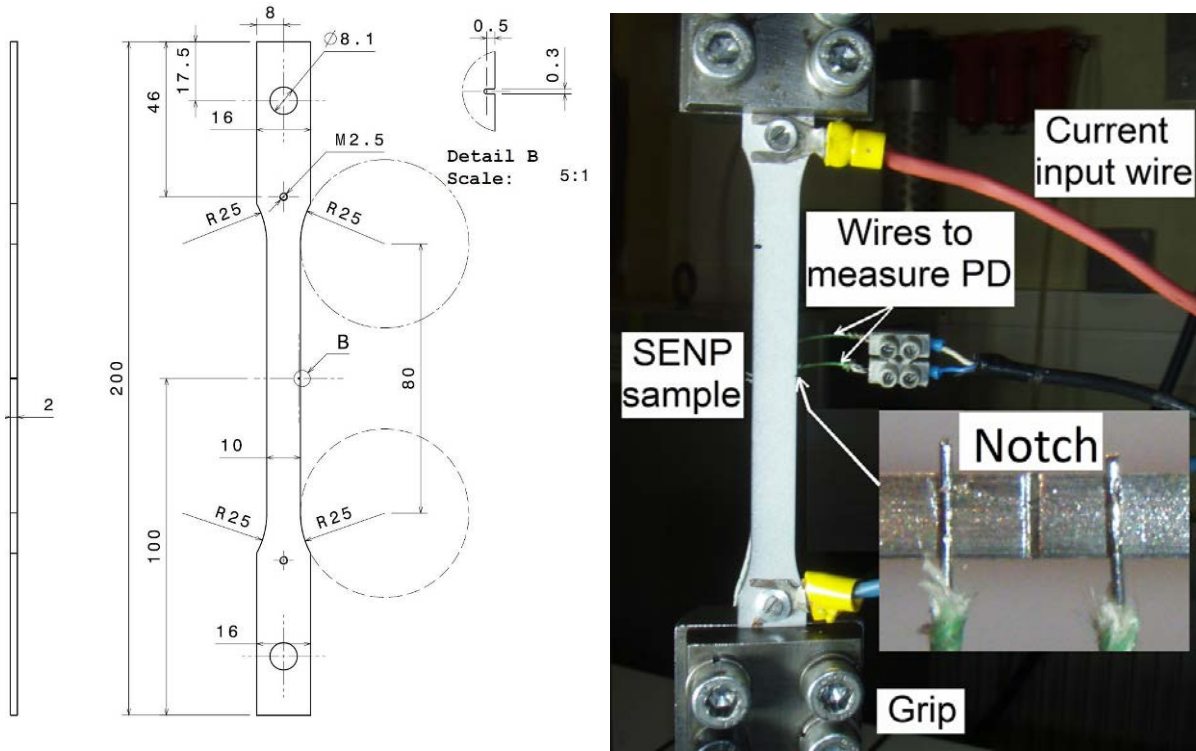 8
⌀8.1
17.5
46
16
M2.5
R25
R25
0.5
0.3
Detail B
Scale: 5:1
B
200
80
2
10
100
R25
R25
16
Current
input wire
Wires to
measure PD
SENP
sample
Notch
Grip